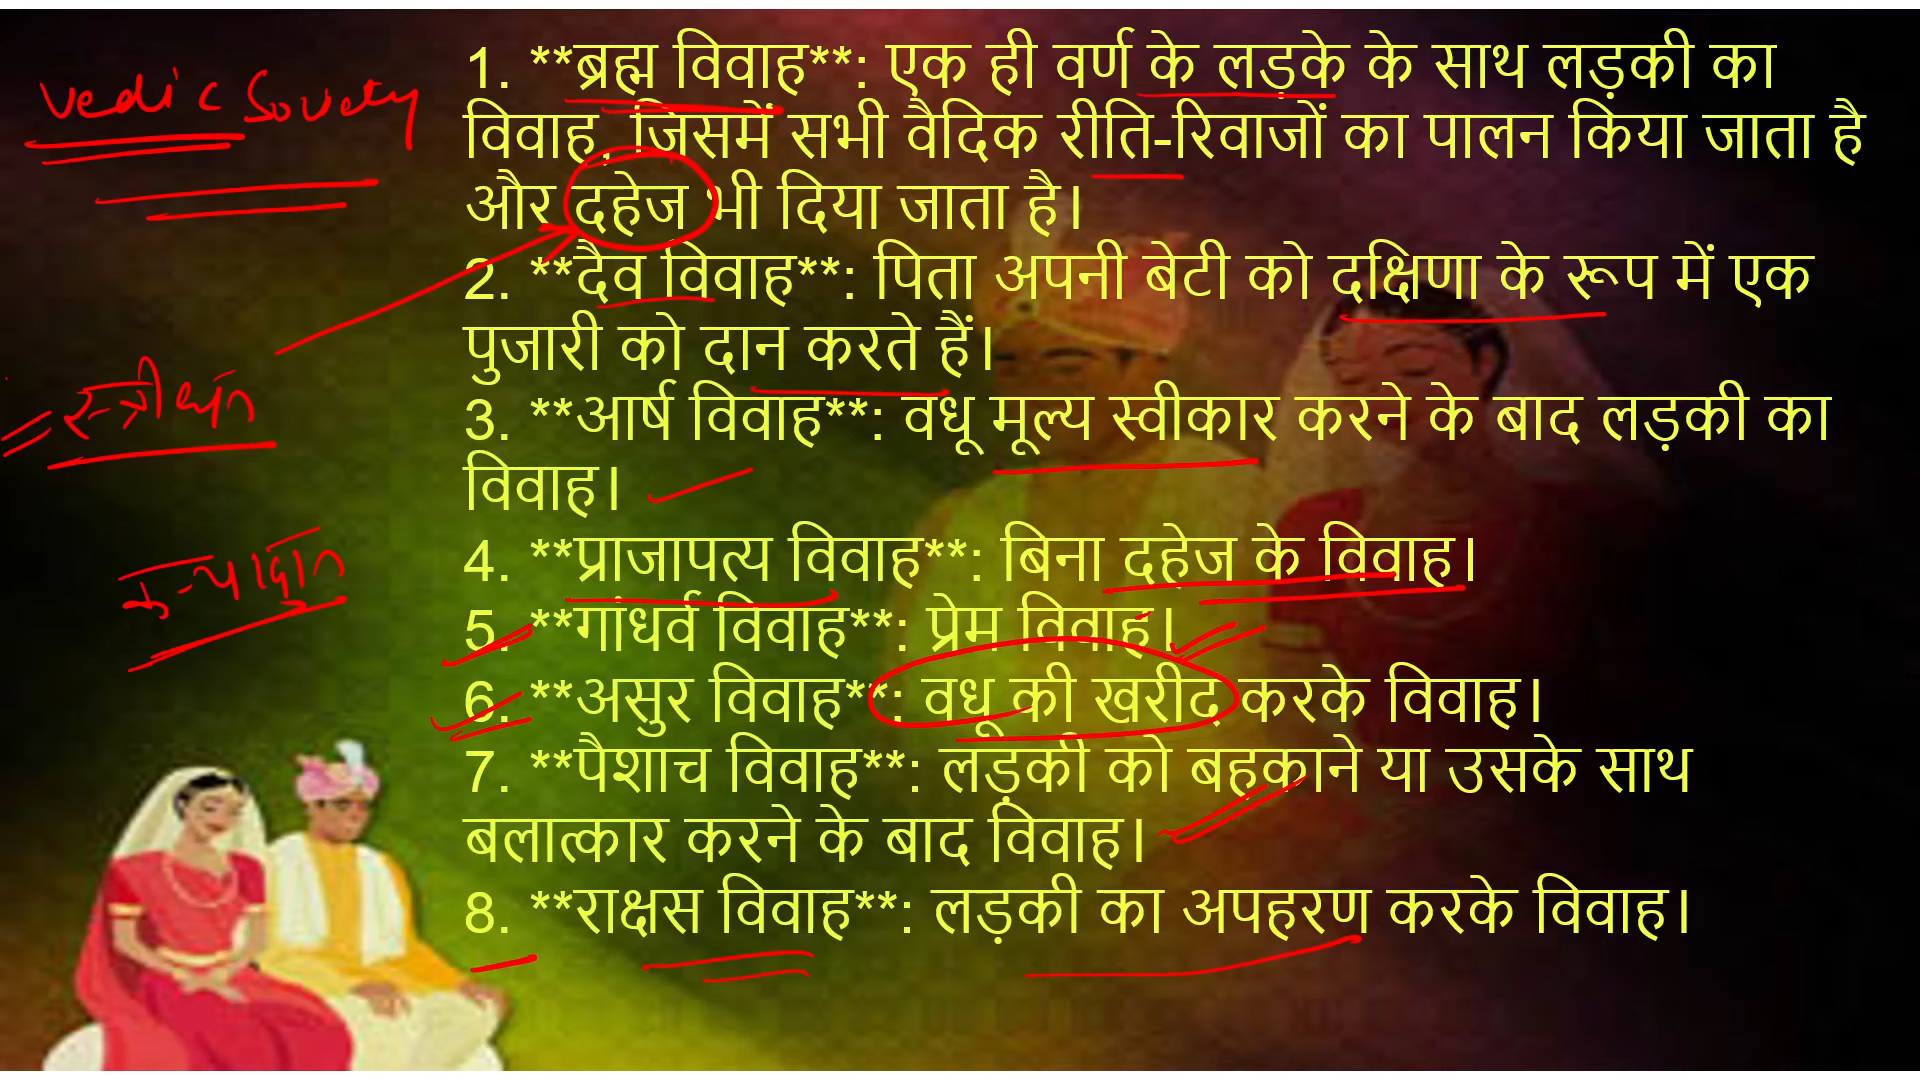 vedic Society
स्त्रीधन
कन्यादान
1. **ब्रह्म विवाह**: एक ही वर्ण के लड़के के साथ लड़की का
विवाह, जिसमें सभी वैदिक रीति-रिवाजों का पालन किया जाता है
और दहेज भी दिया जाता है।
2. **दैव विवाह**: पिता अपनी बेटी को दक्षिणा के रूप में एक
पुजारी को दान करते हैं।
3. **आर्ष विवाह**: वधू मूल्य स्वीकार करने के बाद लड़की का
विवाह।
4. **प्राजापत्य विवाह**: बिना दहेज के विवाह।
5. **गांधर्व विवाह**: प्रेम विवाह।
6. **असुर विवाह**: वधू की खरीद करके विवाह।
7. **पैशाच विवाह**: लड़की को बहकाने या उसके साथ
बलात्कार करने के बाद विवाह।
8. **राक्षस विवाह**: लड़की का अपहरण करके विवाह।